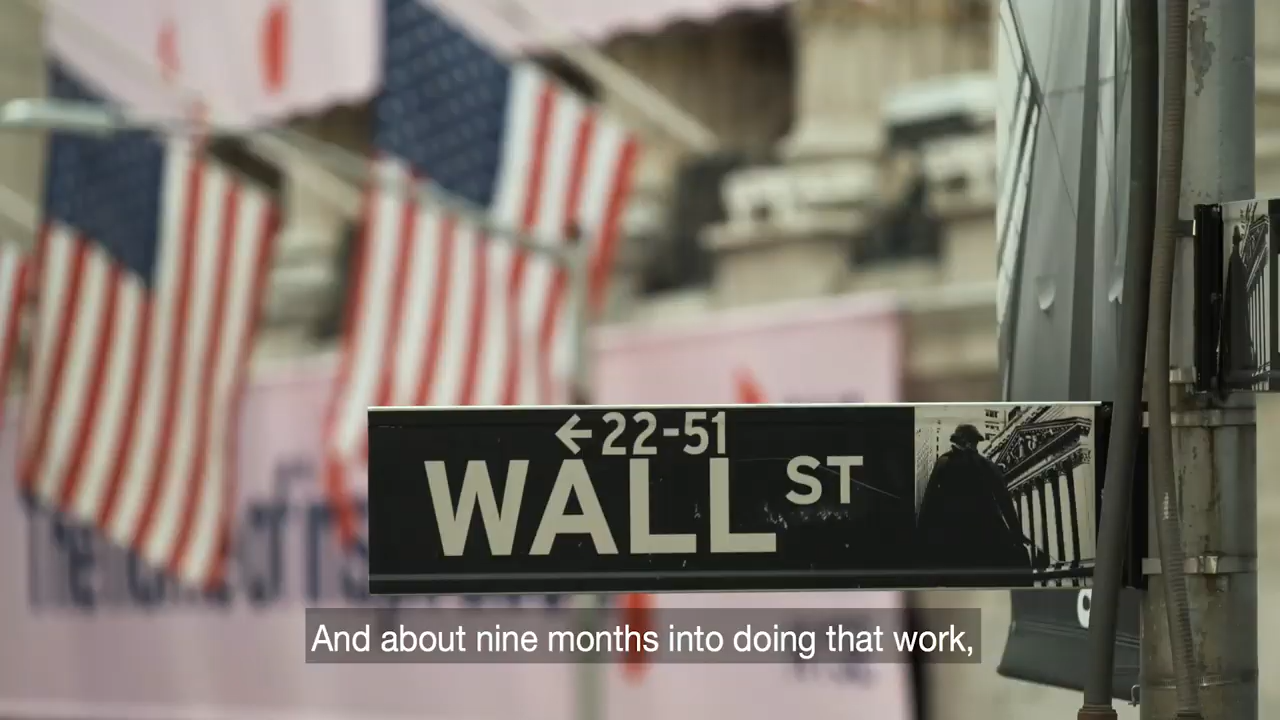 ←22-51
WALL ST
And about nine months into doing that work,